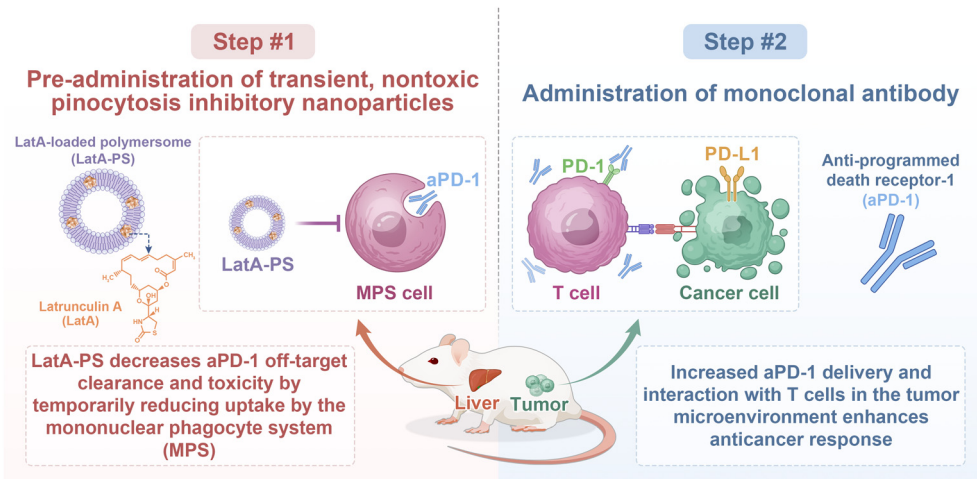 Step #1
Pre-administration of transient, nontoxic
pinocytosis inhibitory nanoparticles
LatA-loaded polymersome
(LatA-PS)
H₃C
CH₃
O
O
O
OH
H
HN
S
O
Latrunculin A
(LatA)
LatA-PS
aPD-1
MPS cell
LatA-PS decreases aPD-1 off-target
clearance and toxicity by
temporarily reducing uptake by the
mononuclear phagocyte system
(MPS)
Liver
Tumor
Step #2
Administration of monoclonal antibody
PD-1
PD-L1
T cell
Cancer cell
Anti-programmed
death receptor-1
(aPD-1)
Increased aPD-1 delivery and
interaction with T cells in the tumor
microenvironment enhances
anticancer response